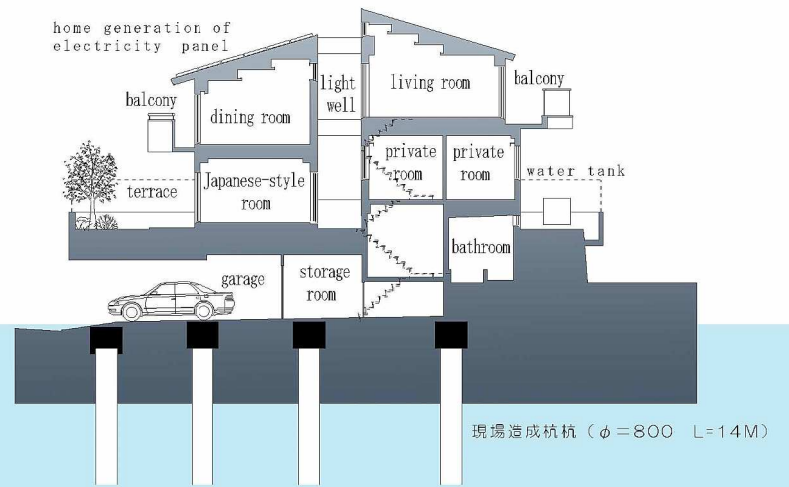 home generation of
electricity panel
balcony
dining room
light
well
living room
balcony
terrace
Japanese-style
room
private
room
private
room
water tank
bathroom
garage
storage
room
現場造成杭杭(φ=800 L=14M)